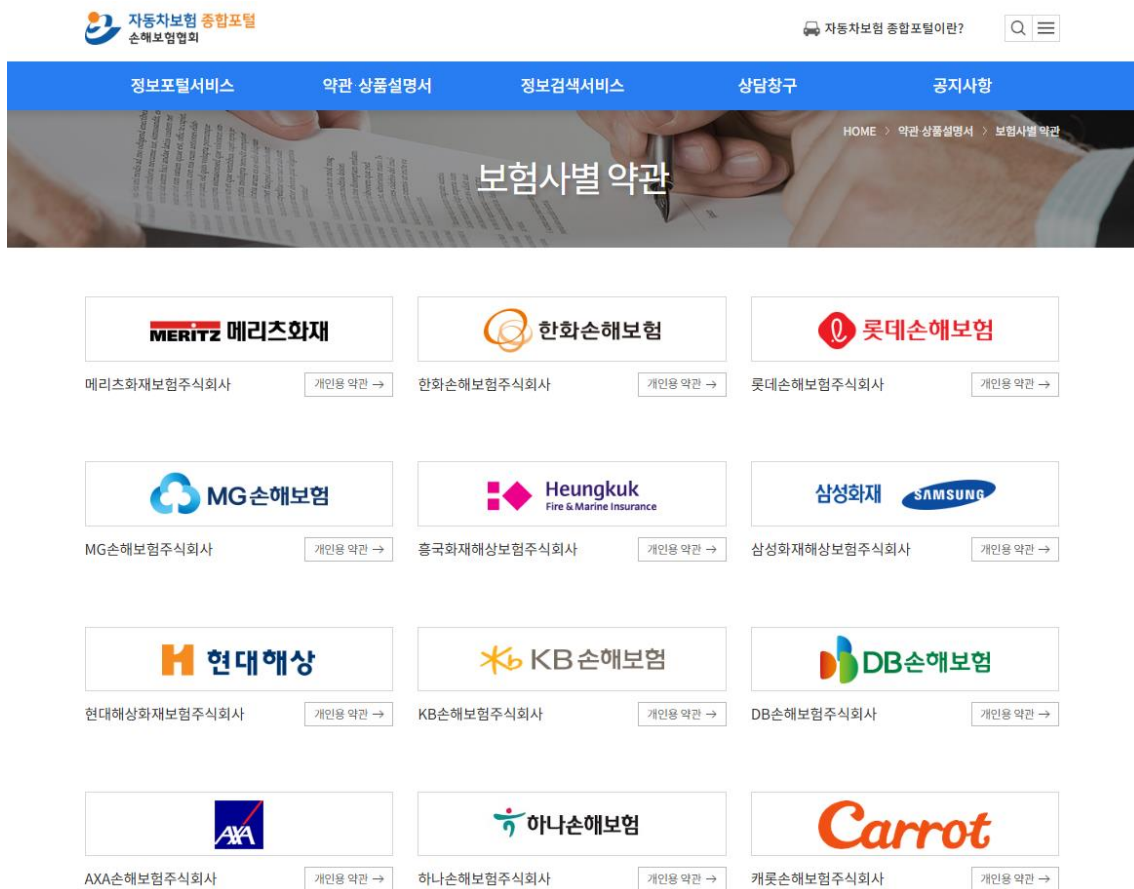 자동차보험 종합포털
손해보험협회
자동차보험 종합포털이란?
정보포털서비스 약관·상품설명서 정보검색서비스 상담창구 공지사항
HOME > 약관·상품설명서 > 보험사별 약관
보험사별 약관
MERITZ 메리츠화재 한화손해보험 롯데손해보험
메리츠화재보험주식회사 개인용 약관 → 한화손해보험주식회사 개인용 약관 → 롯데손해보험주식회사 개인용 약관 →
MG손해보험 Heungkuk 삼성화재 SAMSUNG
Fire & Marine Insurance
MG손해보험주식회사 개인용 약관 → 흥국화재해상보험주식회사 개인용 약관 → 삼성화재해상보험주식회사 개인용 약관 →
현대해상 KB손해보험 DB손해보험
현대해상화재보험주식회사 개인용 약관 → KB손해보험주식회사 개인용 약관 → DB손해보험주식회사 개인용 약관 →
AXA 하나손해보험 Carrot
AXA손해보험주식회사 개인용 약관 → 하나손해보험주식회사 개인용 약관 → 캐롯손해보험주식회사 개인용 약관 →